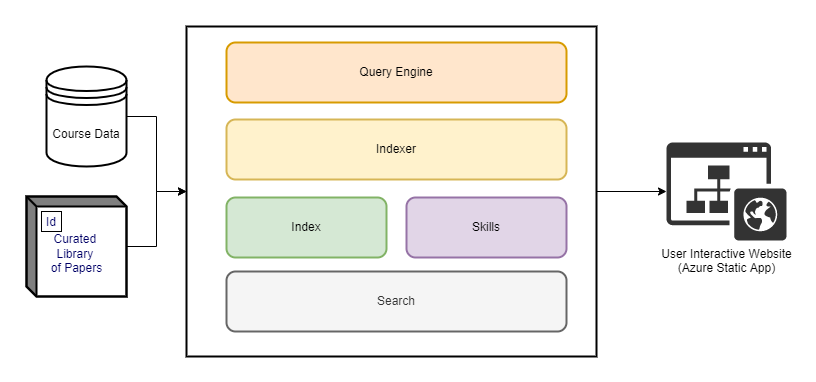 Course Data
Id
Curated
Library
of Papers
Query Engine
Indexer
Index
Skills
Search
User Interactive Website
(Azure Static App)